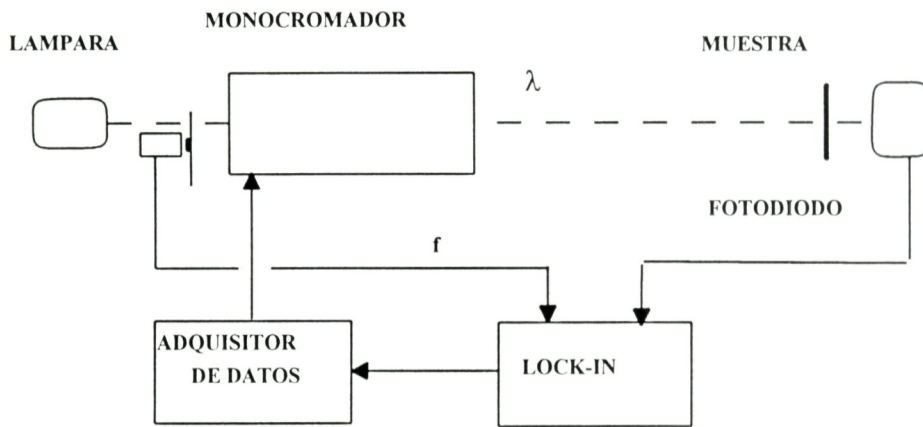 MONOCROMADOR
LAMPARA
MUESTRA
λ
FOTODIODO
f
ADQUISITOR
DE DATOS
LOCK-IN